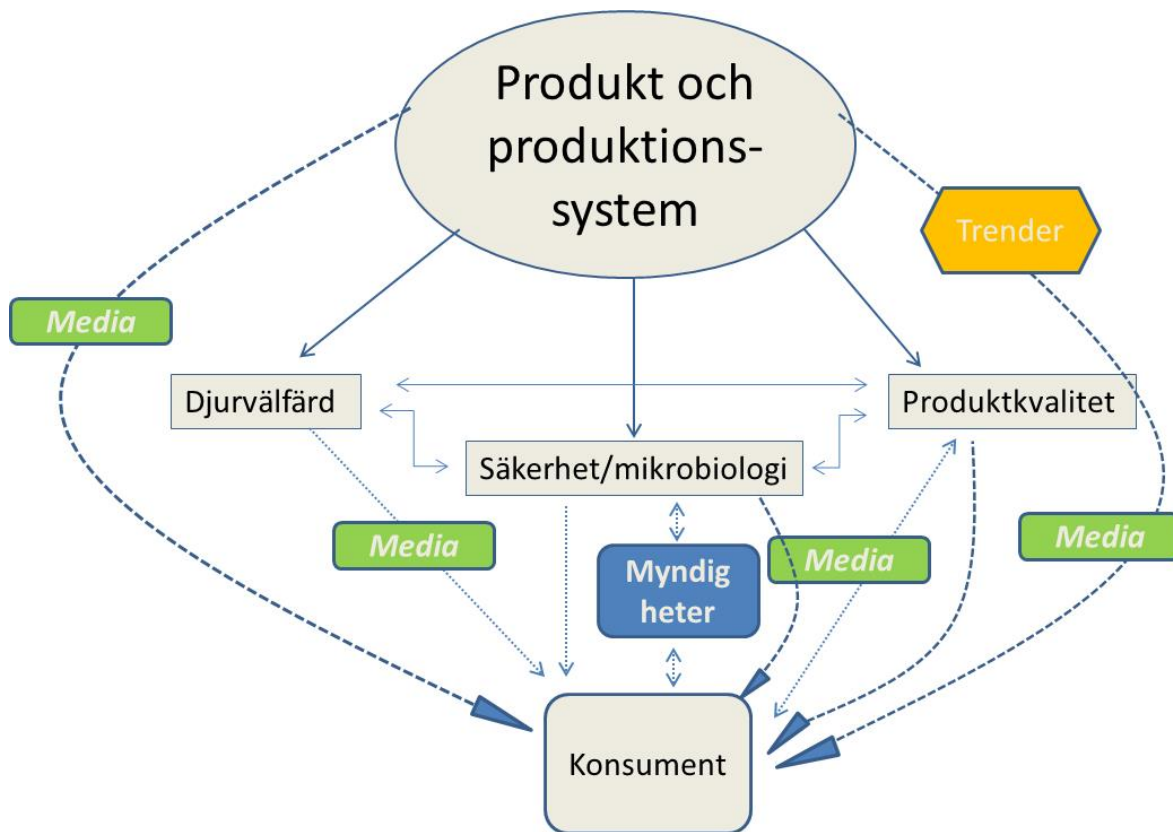 Produkt och
produktions-
system
Trender
Media
Djurvälfärd
Produktkvalitet
Säkerhet/mikrobiologi
Media
Myndig
heter
Media
Media
Konsument